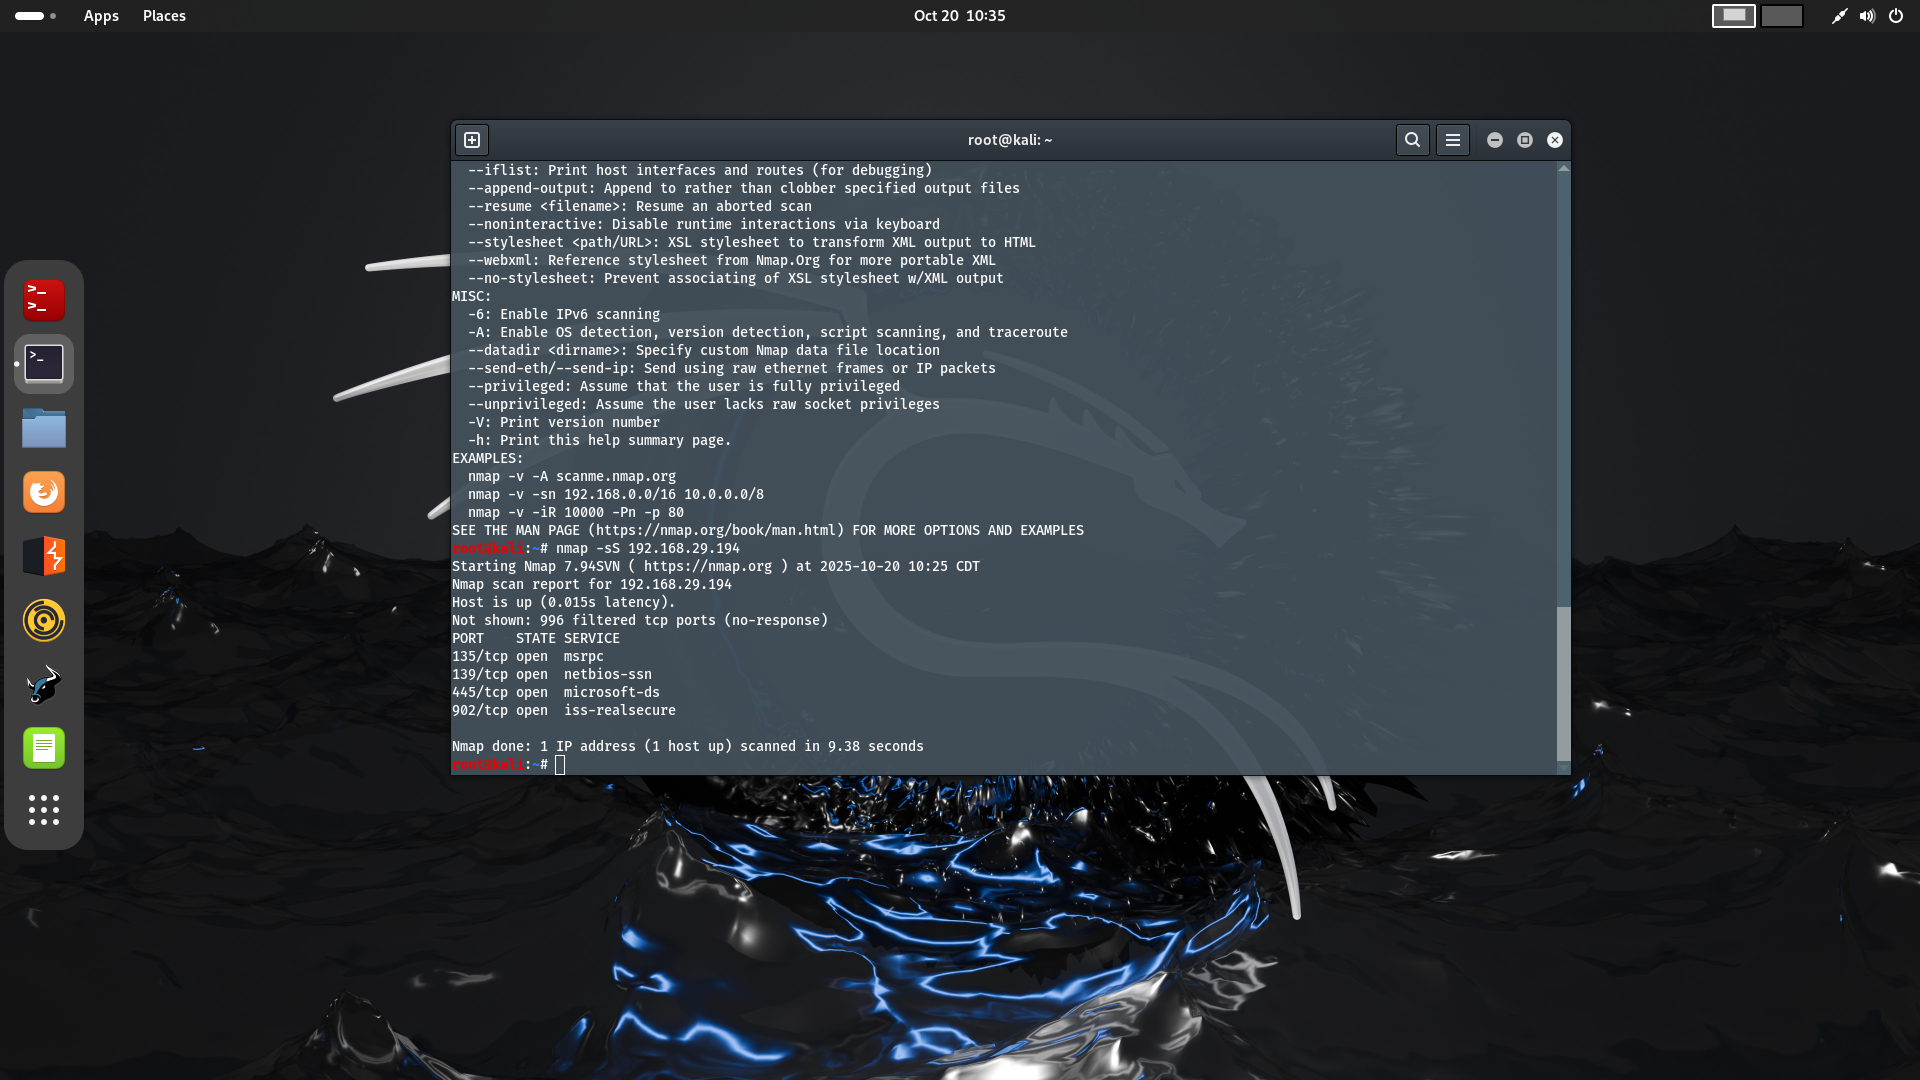 Apps Places Oct 20 10:35
root@kali: ~
--iflist: Print host interfaces and routes (for debugging)
--append-output: Append to rather than clobber specified output files
--resume <filename>: Resume an aborted scan
--noninteractive: Disable runtime interactions via keyboard
--stylesheet <path/URL>: XSL stylesheet to transform XML output to HTML
--webxml: Reference stylesheet from Nmap.Org for more portable XML
--no-stylesheet: Prevent associating of XSL stylesheet w/XML output
MISC:
-6: Enable IPv6 scanning
-A: Enable OS detection, version detection, script scanning, and traceroute
--datadir <dirname>: Specify custom Nmap data file location
--send-eth/--send-ip: Send using raw ethernet frames or IP packets
--privileged: Assume that the user is fully privileged
--unprivileged: Assume the user lacks raw socket privileges
-V: Print version number
-h: Print this help summary page.
EXAMPLES:
nmap -v -A scanme.nmap.org
nmap -v -sn 192.168.0.0/16 10.0.0.0/8
nmap -v -iR 10000 -Pn -p 80
SEE THE MAN PAGE (https://nmap.org/book/man.html) FOR MORE OPTIONS AND EXAMPLES
root@kali:~# nmap -sS 192.168.29.194
Starting Nmap 7.94SVN ( https://nmap.org ) at 2025-10-20 10:25 CDT
Nmap scan report for 192.168.29.194
Host is up (0.015s latency).
Not shown: 996 filtered tcp ports (no-response)
PORT    STATE SERVICE
135/tcp open  msrpc
139/tcp open  netbios-ssn
445/tcp open  microsoft-ds
902/tcp open  iss-realsecure
Nmap done: 1 IP address (1 host up) scanned in 9.38 seconds
root@kali:~#